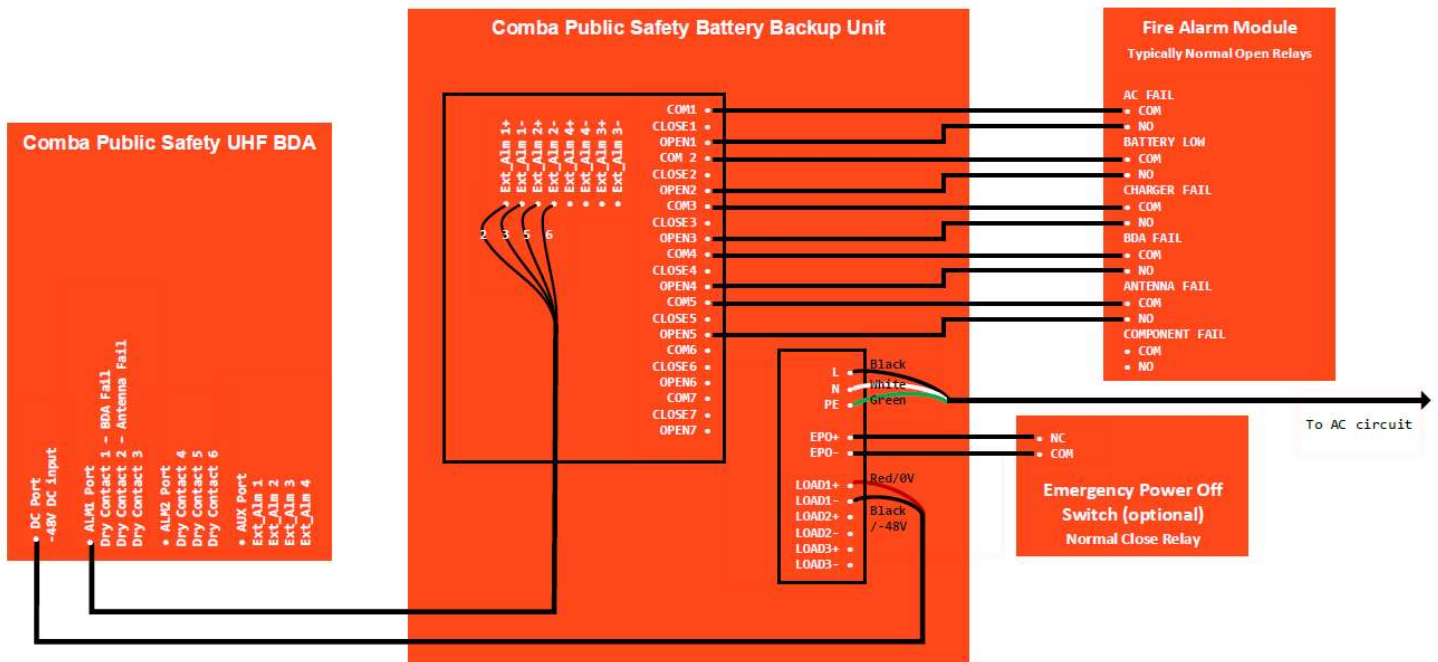 Comba Public Safety Battery Backup Unit
Fire Alarm Module
Typically Normal Open Relays
Comba Public Safety UHF BDA
DC Port
-48V DC input
ALM1 Port
Dry Contact 1 – BDA Fail
Dry Contact 2 – Antenna Fail
Dry Contact 3
ALM2 Port
Dry Contact 4
Dry Contact 5
Dry Contact 6
AUX Port
Ext_Alm 1
Ext_Alm 2
Ext_Alm 3
Ext_Alm 4
Ext_Alm 1+
Ext_Alm 1-
Ext_Alm 2+
Ext_Alm 2-
Ext_Alm 4+
Ext_Alm 4-
Ext_Alm 3+
Ext_Alm 3-
2 3 5 6
COM1
CLOSE1
OPEN1
COM 2
CLOSE2
OPEN2
COM3
CLOSE3
OPEN3
COM4
CLOSE4
OPEN4
COM5
CLOSE5
OPEN5
COM6
CLOSE6
OPEN6
COM7
CLOSE7
OPEN7
AC FAIL
COM
NO
BATTERY LOW
COM
NO
CHARGER FAIL
COM
NO
BDA FAIL
COM
NO
ANTENNA FAIL
COM
NO
COMPONENT FAIL
COM
NO
L Black
N White
PE Green
To AC circuit
EPO+
EPO-
LOAD1+ Red/0V
LOAD1- Black
LOAD2+ /-48V
LOAD2-
LOAD3+
LOAD3-
NC
COM
Emergency Power Off
Switch (optional)
Normal Close Relay